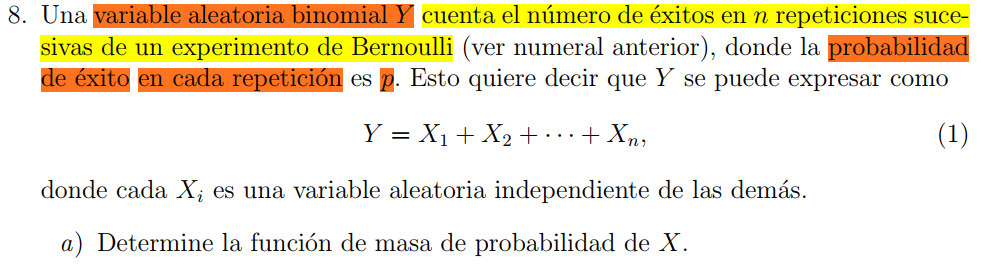 8. Una variable aleatoria binomial Y cuenta el número de éxitos en n repeticiones suce-
sivas de un experimento de Bernoulli (ver numeral anterior), donde la probabilidad
de éxito en cada repetición es p. Esto quiere decir que Y se puede expresar como
Y = X₁ + X₂ + ⋯ + Xₙ, (1)
donde cada Xᵢ es una variable aleatoria independiente de las demás.
a) Determine la función de masa de probabilidad de X.